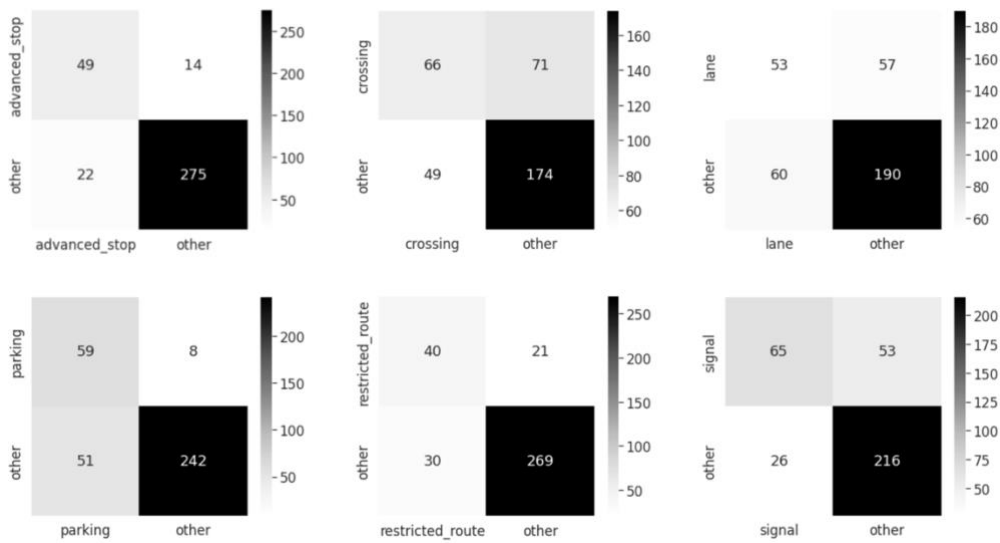 advanced_stop
other
49 14
22 275
advanced_stop other
250
200
150
100
50
crossing
other
66 71
49 174
crossing other
160
140
120
100
80
60
lane
other
53 57
60 190
lane other
180
160
140
120
100
80
60
parking
other
59 8
51 242
parking other
200
150
100
50
restricted_route
other
40 21
30 269
restricted_route other
250
200
150
100
50
signal
other
65 53
26 216
signal other
200
175
150
125
100
75
50